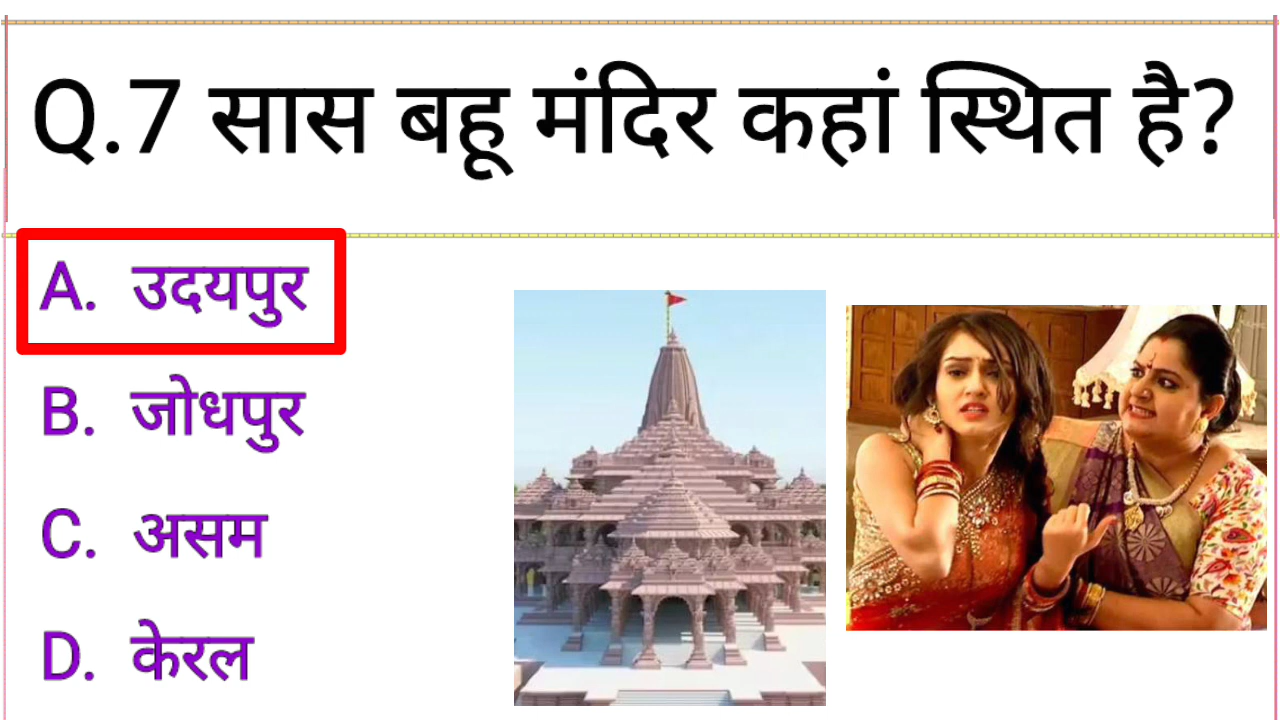 Q.7 सास बहू मंदिर कहां स्थित है?
A. उदयपुर
B. जोधपुर
C. असम
D. केरल